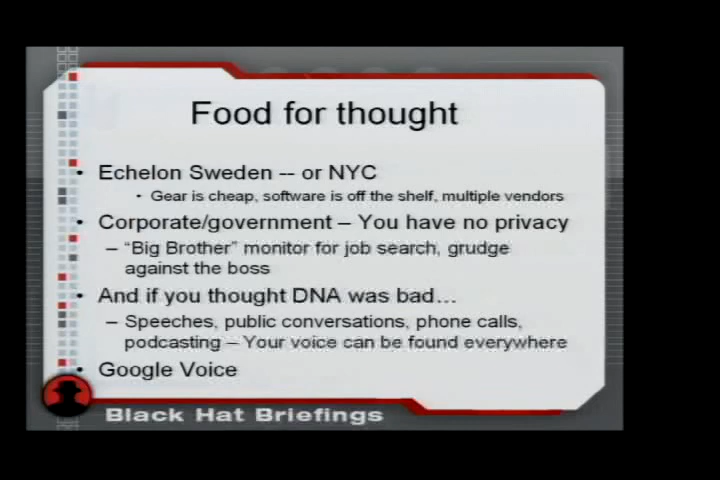 Food for thought
• Echelon Sweden -- or NYC
• Gear is cheap, software is off the shelf, multiple vendors
• Corporate/government – You have no privacy
– “Big Brother” monitor for job search, grudge
against the boss
• And if you thought DNA was bad…
– Speeches, public conversations, phone calls,
podcasting – Your voice can be found everywhere
• Google Voice
Black Hat Briefings